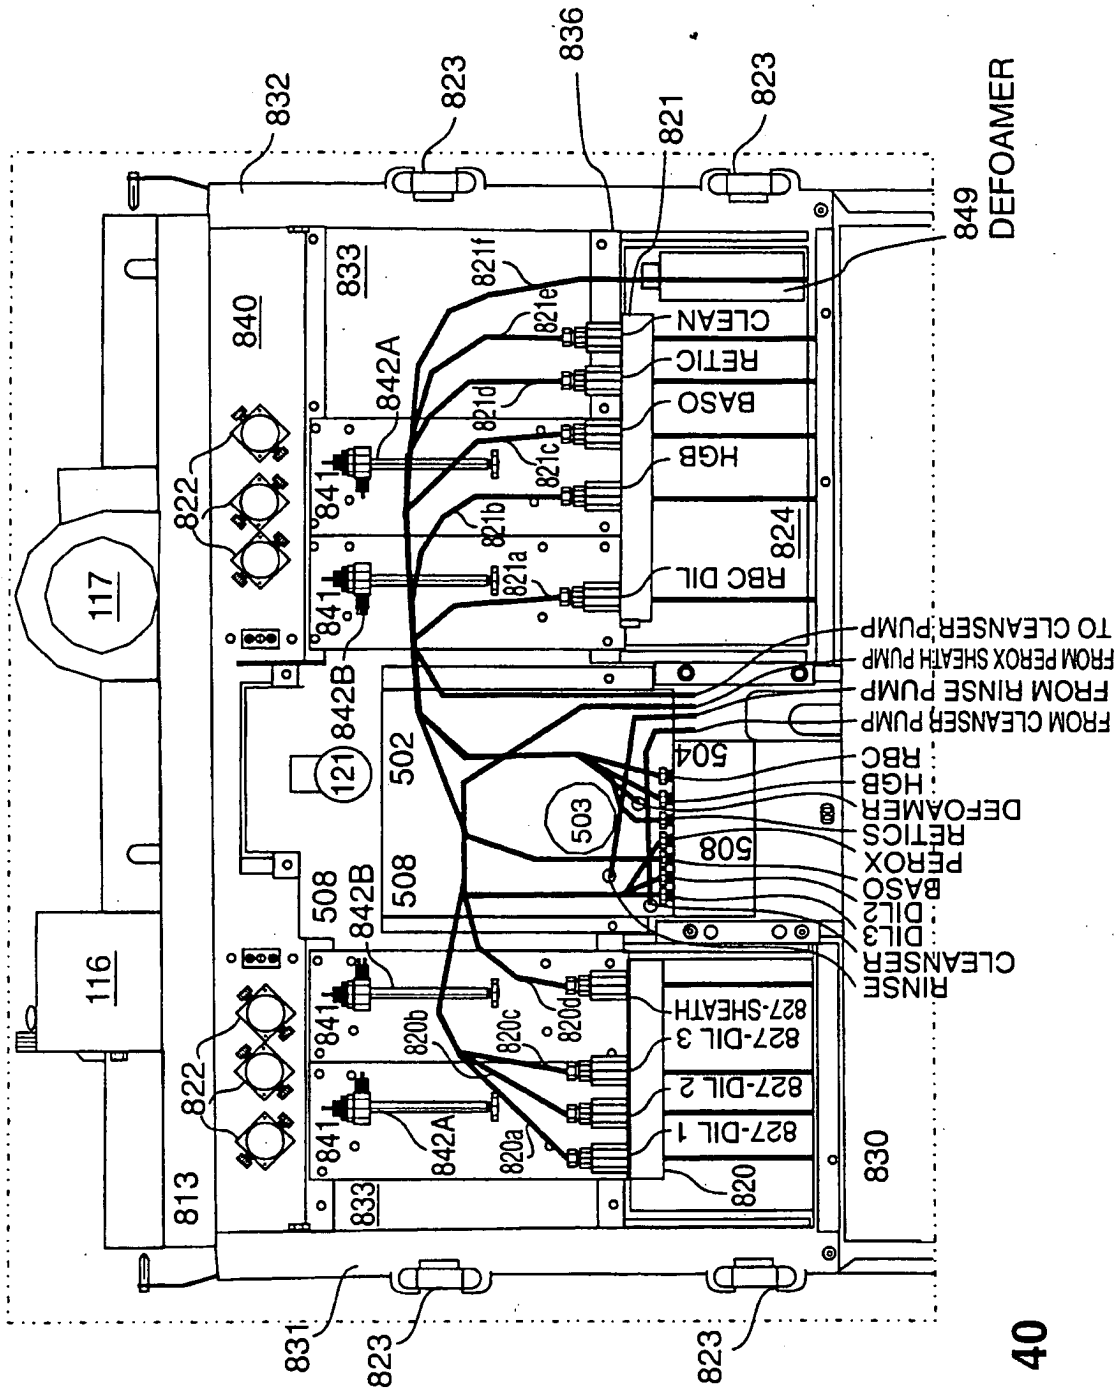 832
823
836
821
823
849
DEFOAMER
840
833
821f
821e
842A
821d
821c
821b
821a
822
841
841
842B
117
CLEAN
RETIC
BASO
HGB
RBC DIL
824
TO CLEANSER PUMP
FROM PEROX SHEATH PUMP
FROM RINSE PUMP
FROM CLEANSER PUMP
121
502
503
504
508
508
508
RBC
HGB
DEFOAMER
RETICS
PEROX
BASO
DIL2
DIL3
CLEANSER
RINSE
116
842B
841
841
842A
822
813
833
820a
820b
820c
820d
827-SHEATH
827-DIL 3
827-DIL 2
827-DIL 1
820
830
831
823
823
40